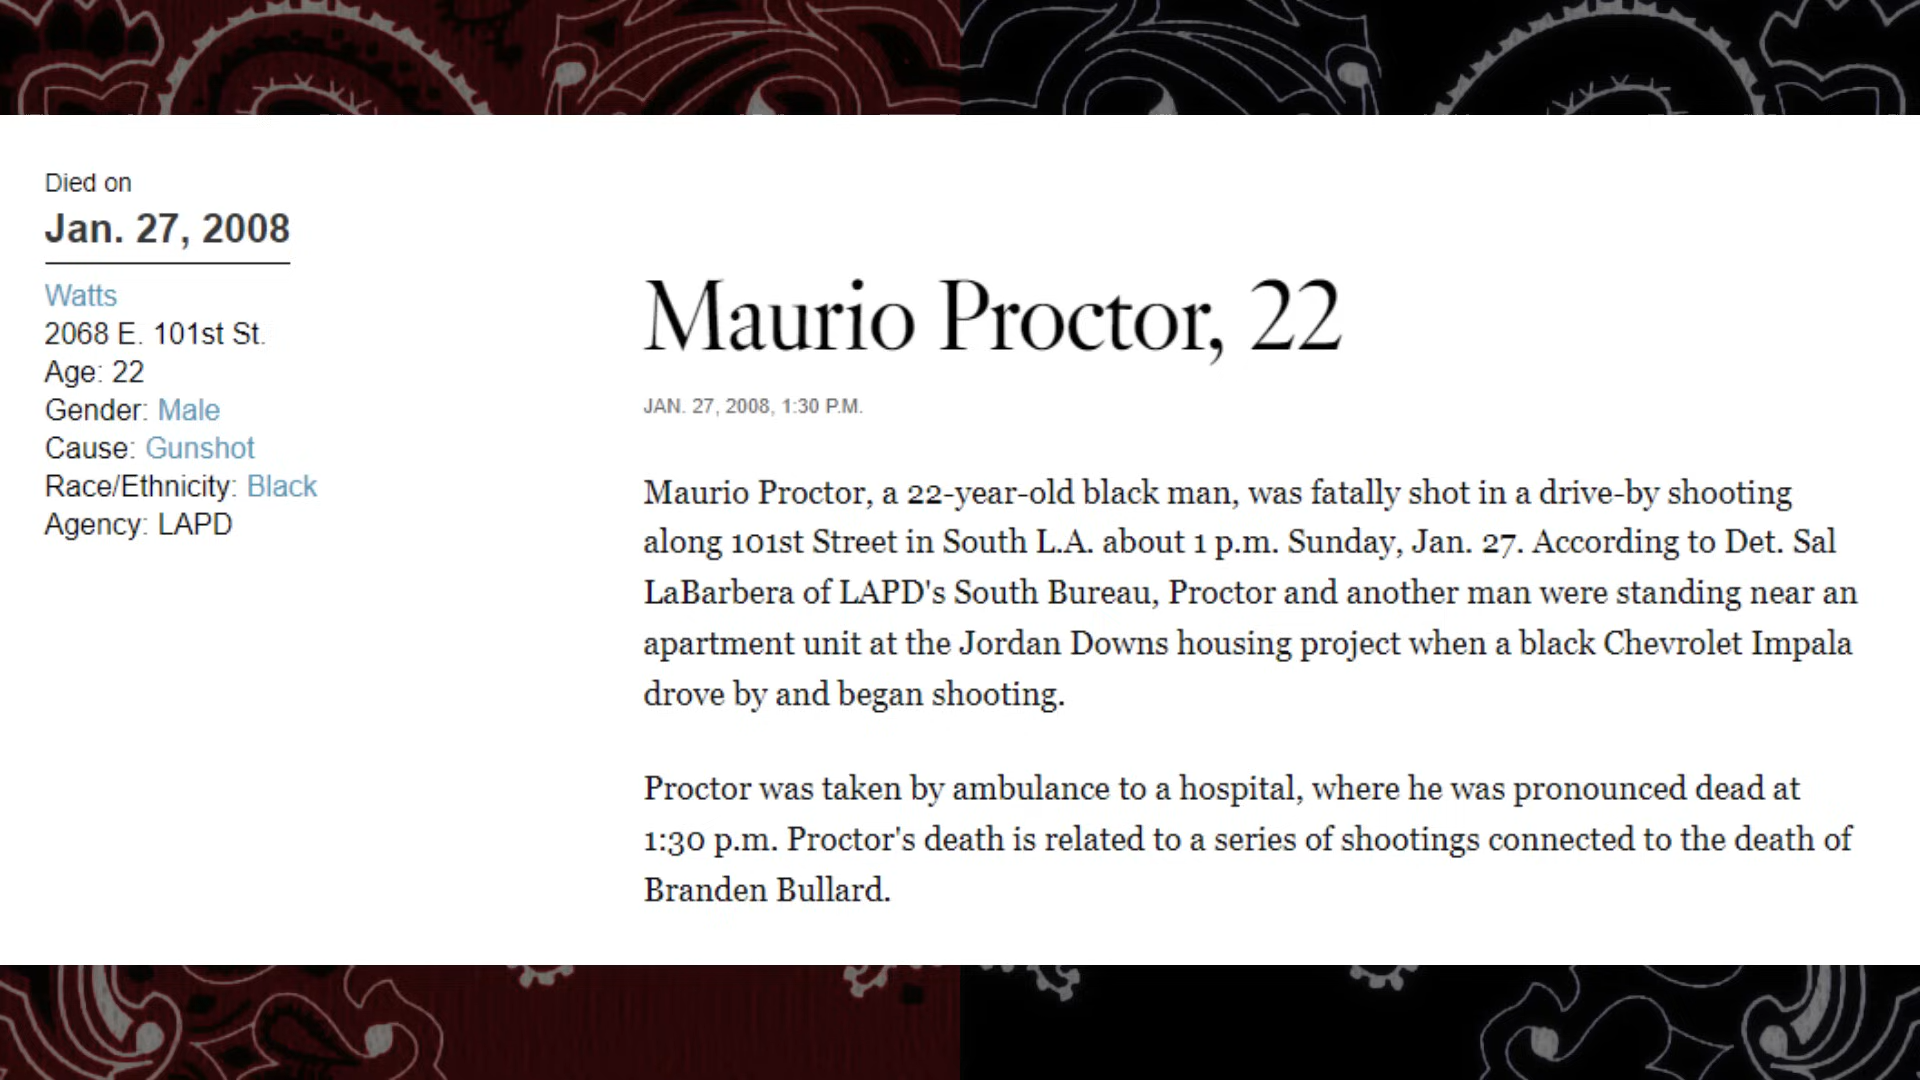 Died on
Jan. 27, 2008
Watts
2068 E. 101st St.
Age: 22
Gender: Male
Cause: Gunshot
Race/Ethnicity: Black
Agency: LAPD
Maurio Proctor, 22
JAN. 27, 2008, 1:30 P.M.
Maurio Proctor, a 22-year-old black man, was fatally shot in a drive-by shooting
along 101st Street in South L.A. about 1 p.m. Sunday, Jan. 27. According to Det. Sal
LaBarbera of LAPD's South Bureau, Proctor and another man were standing near an
apartment unit at the Jordan Downs housing project when a black Chevrolet Impala
drove by and began shooting.
Proctor was taken by ambulance to a hospital, where he was pronounced dead at
1:30 p.m. Proctor's death is related to a series of shootings connected to the death of
Branden Bullard.